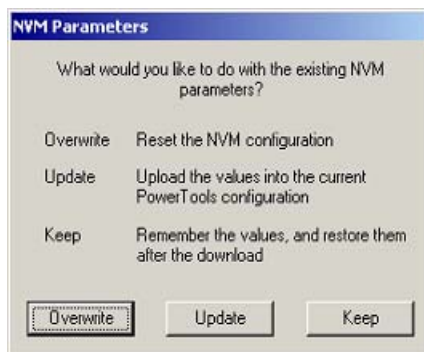 NVM Parameters
What would you like to do with the existing NVM
parameters?
Overwrite Reset the NVM configuration
Update Upload the values into the current
PowerTools configuration
Keep Remember the values, and restore them
after the download
Overwrite Update Keep